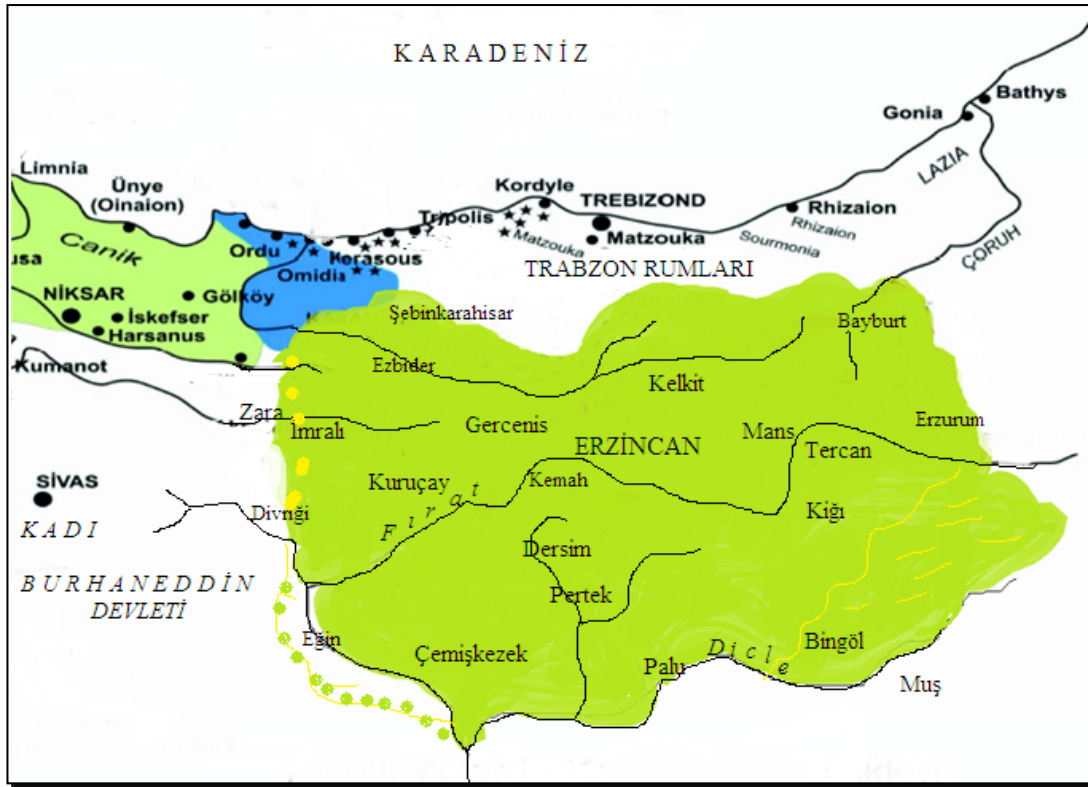 KARADENİZ
Bathys
Gonia
LAZIA
Limnia
Ünye
(Oinaion)
Kordyle
TREBIZOND
Rhizaion
Tripolis
Canik
Ordu
Kerasous
Matzouka
Matzouka
Sourmonia
Rhizaion
ÇORUH
Omidia
TRABZON RUMLARI
usa
NİKSAR
Gölköy
İskefser
Harsanus
Şebinkarahisar
Bayburt
Kumanot
Ezbider
Kelkit
Zara
İmralı
Gercenis
ERZİNCAN
Mans
Tercan
Erzurum
SİVAS
Kuruçay
Kemah
Divriği
Fırat
Kiğı
KADI
Dersim
BURHANEDDİN
DEVLETİ
Pertek
Eğin
Çemişkezek
Palu
Dicle
Bingöl
Muş